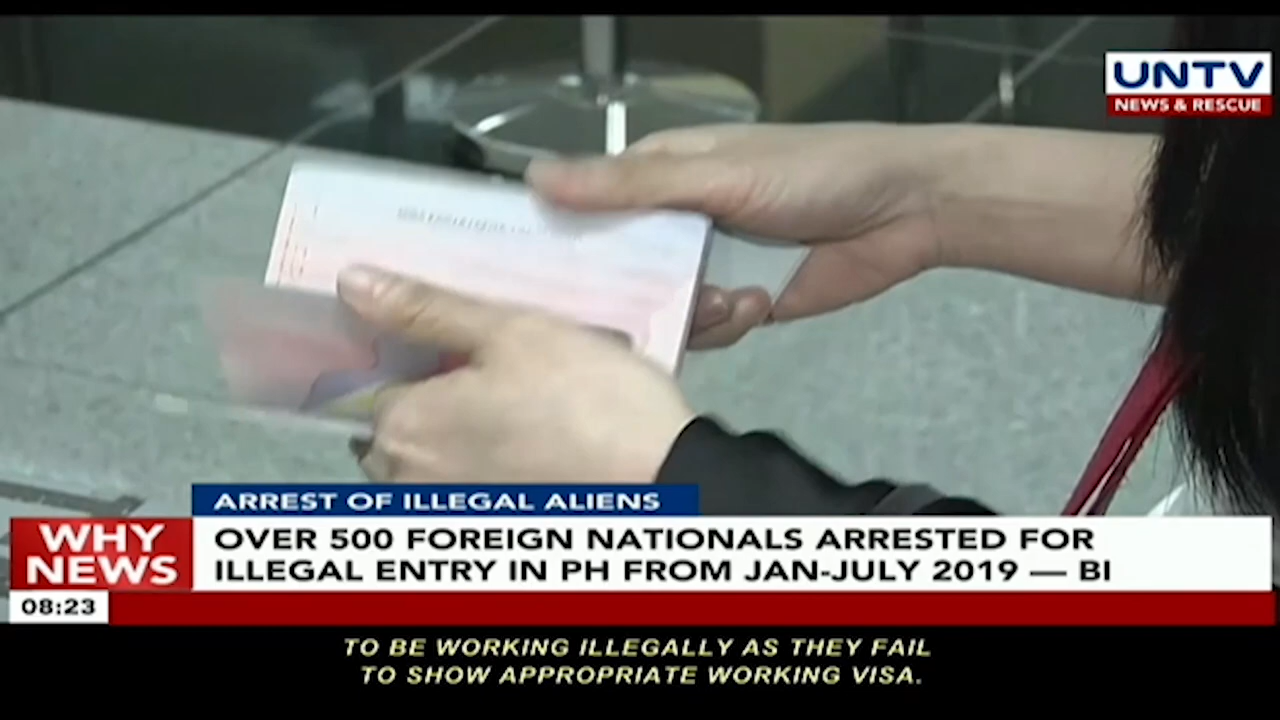 UNTV
NEWS & RESCUE
ARREST OF ILLEGAL ALIENS
WHY
NEWS
OVER 500 FOREIGN NATIONALS ARRESTED FOR
ILLEGAL ENTRY IN PH FROM JAN-JULY 2019 — BI
08:23
TO BE WORKING ILLEGALLY AS THEY FAIL
TO SHOW APPROPRIATE WORKING VISA.